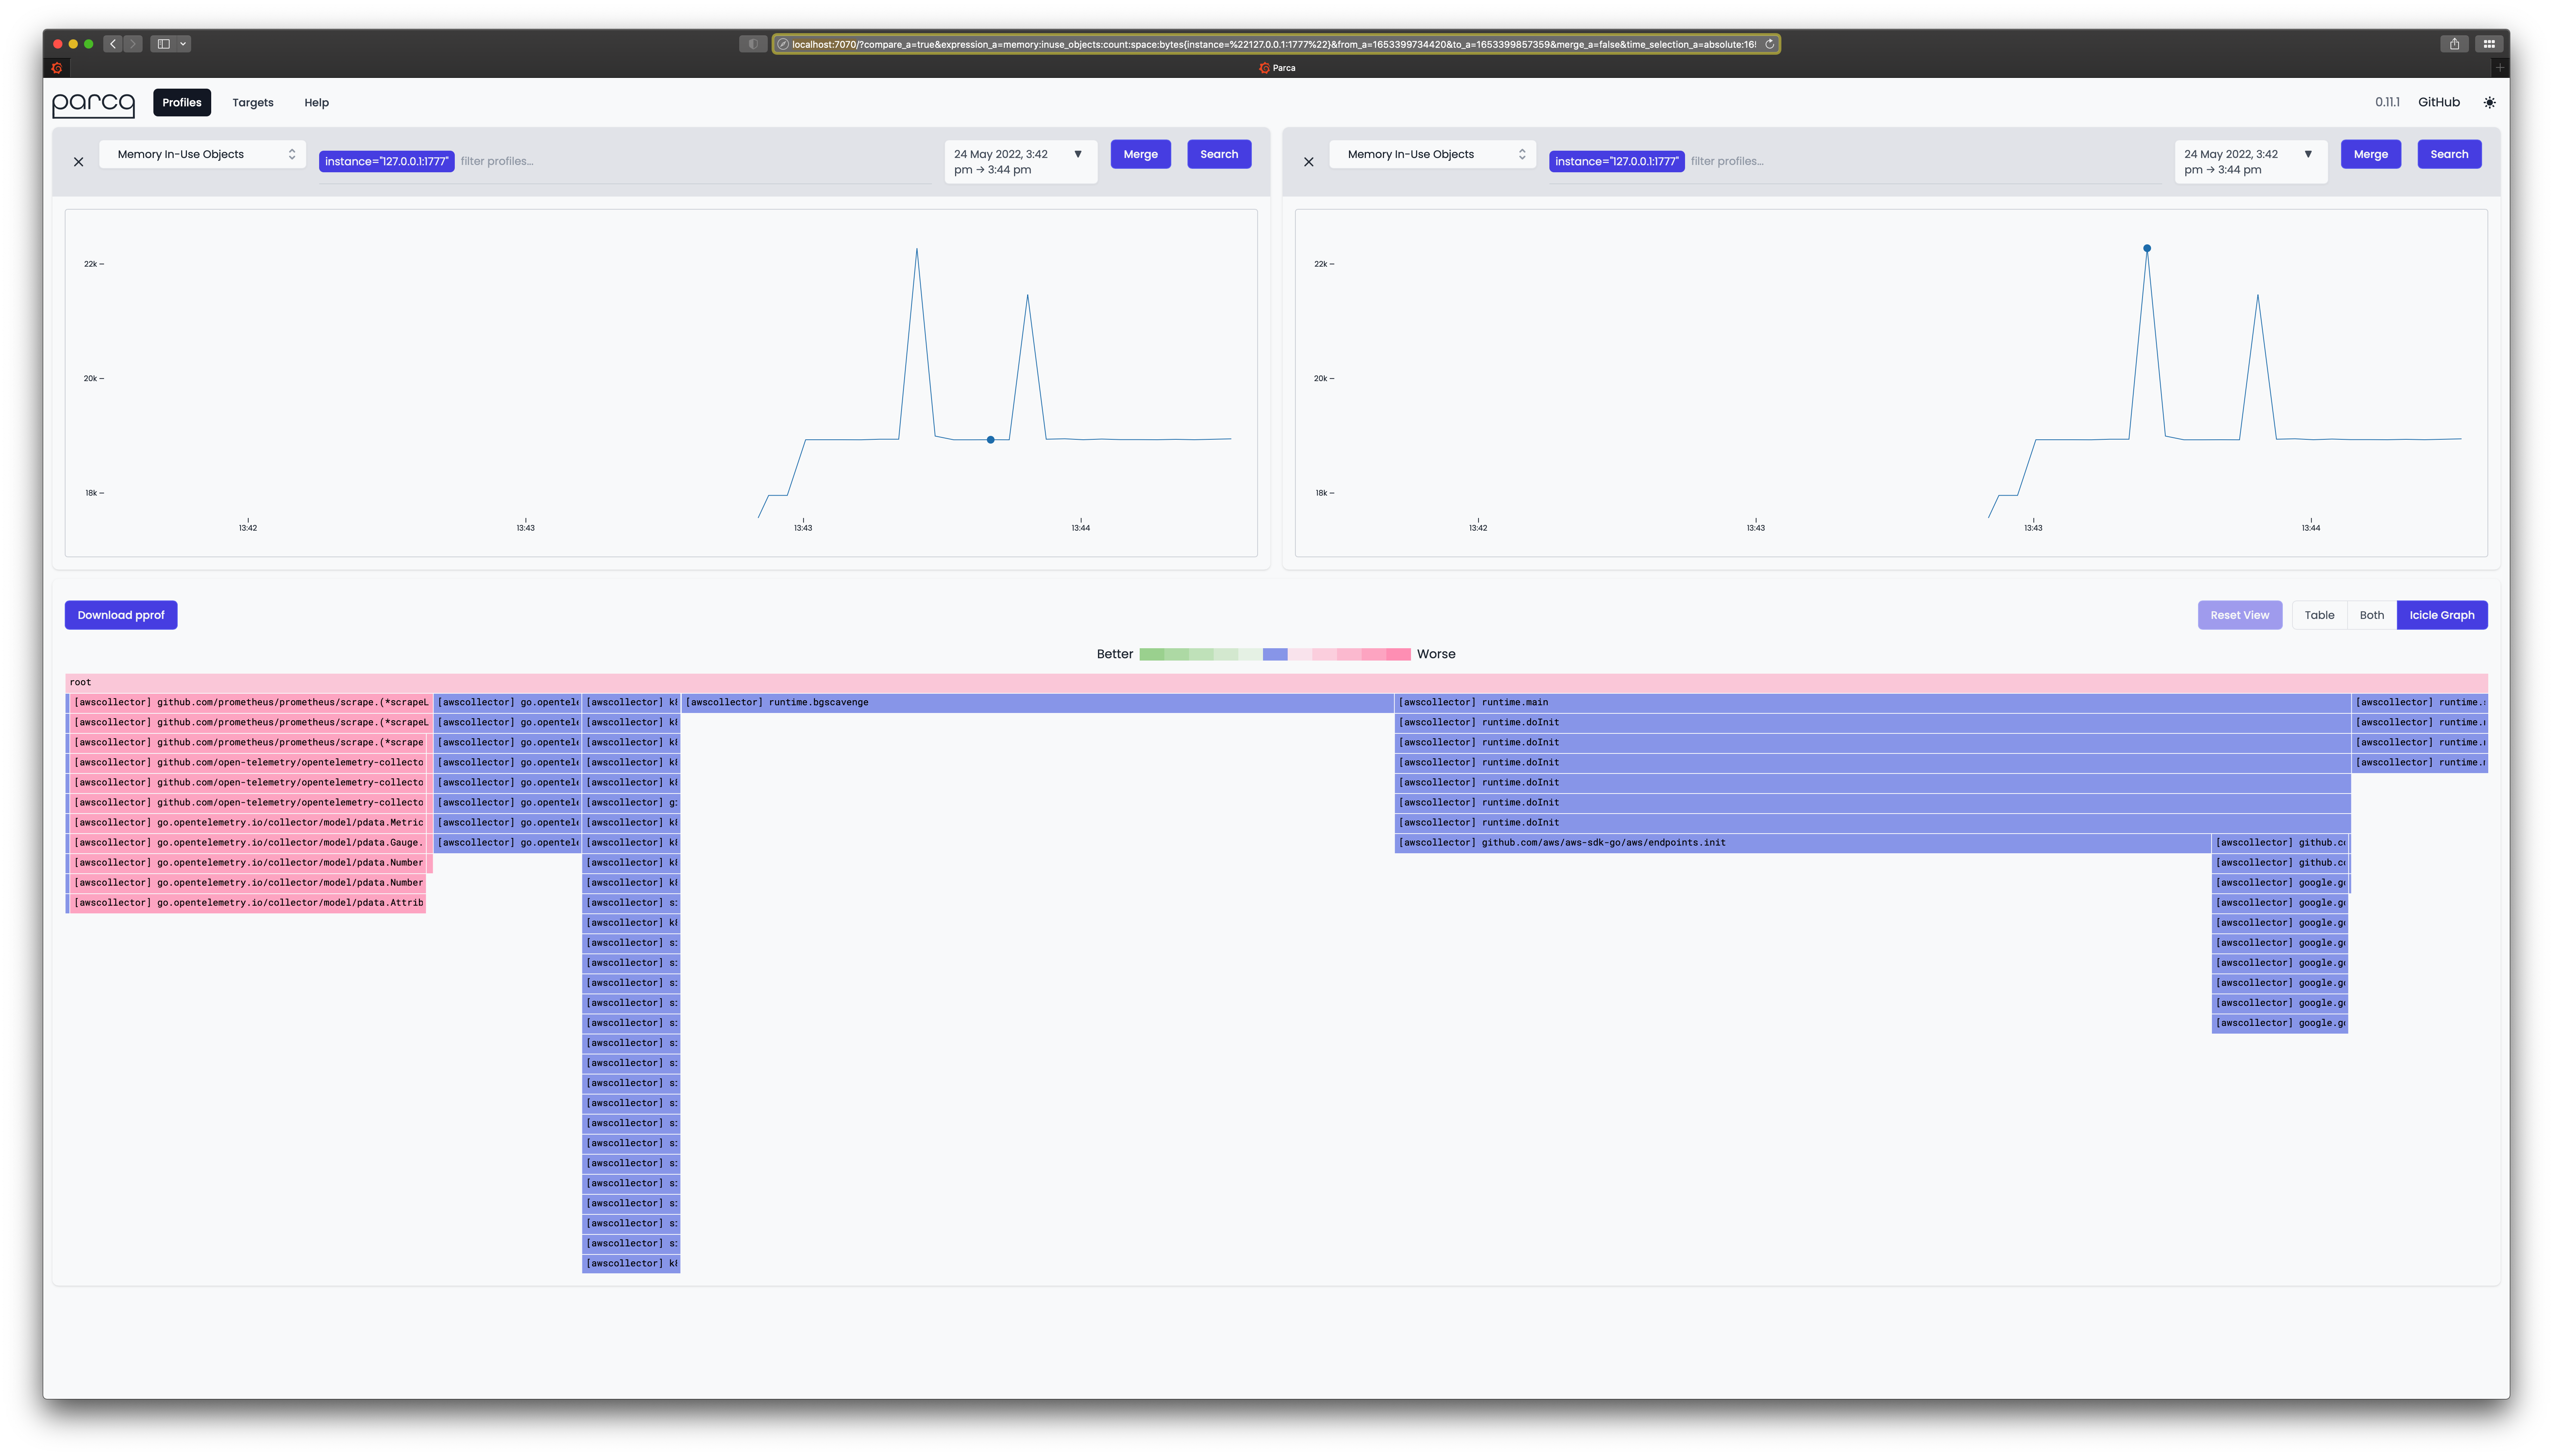 localhost:7070/?compare_a=true&expression_a=memory:inuse_objects:count:space:bytes{instance=%22127.0.0.1:1777%22}&from_a=1653399734420&to_a=1653399857359&merge_a=false&time_selection_a=absolute:165
Parca
parca
Profiles
Targets
Help
0.11.1
GitHub
Memory In-Use Objects
instance="127.0.0.1:1777"
filter profiles...
24 May 2022, 3:42
pm → 3:44 pm
Merge
Search
Memory In-Use Objects
instance="127.0.0.1:1777"
filter profiles...
24 May 2022, 3:42
pm → 3:44 pm
Merge
Search
22k
20k
18k
13:42
13:43
13:43
13:44
22k
20k
18k
13:42
13:43
13:43
13:44
Download pprof
Reset View
Table
Both
Icicle Graph
Better
Worse
root
[awscollector] github.com/prometheus/prometheus/scrape.(*scrapeL [awscollector] go.opentel [awscollector] k8 [awscollector] runtime.bgscavenge [awscollector] runtime.main [awscollector] runtime.
[awscollector] github.com/prometheus/prometheus/scrape.(*scrapeL [awscollector] go.opentel [awscollector] k8 [awscollector] runtime.doInit [awscollector] runtime.
[awscollector] github.com/prometheus/prometheus/scrape.(*scrape [awscollector] go.opentel [awscollector] k8 [awscollector] runtime.doInit [awscollector] runtime.
[awscollector] github.com/open-telemetry/opentelemetry-collecto [awscollector] go.opentel [awscollector] k8 [awscollector] runtime.doInit [awscollector] runtime.
[awscollector] github.com/open-telemetry/opentelemetry-collecto [awscollector] go.opentel [awscollector] k8 [awscollector] runtime.doInit
[awscollector] github.com/open-telemetry/opentelemetry-collecto [awscollector] go.opentel [awscollector] g [awscollector] runtime.doInit
[awscollector] go.opentelemetry.io/collector/model/pdata.Metric [awscollector] go.opentel [awscollector] k8 [awscollector] runtime.doInit
[awscollector] go.opentelemetry.io/collector/model/pdata.Gauge. [awscollector] go.opentel [awscollector] k8 [awscollector] github.com/aws/aws-sdk-go/aws/endpoints.init [awscollector] github.c
[awscollector] go.opentelemetry.io/collector/model/pdata.Number [awscollector] k8 [awscollector] github.c
[awscollector] go.opentelemetry.io/collector/model/pdata.Number [awscollector] k8 [awscollector] google.g
[awscollector] go.opentelemetry.io/collector/model/pdata.Attrib [awscollector] s [awscollector] google.g
[awscollector] k8 [awscollector] google.g
[awscollector] s [awscollector] google.g
[awscollector] s [awscollector] google.g
[awscollector] s [awscollector] google.g
[awscollector] s [awscollector] google.g
[awscollector] s [awscollector] google.g
[awscollector] s
[awscollector] s
[awscollector] s
[awscollector] s
[awscollector] s
[awscollector] s
[awscollector] s
[awscollector] s
[awscollector] s
[awscollector] s
[awscollector] s
[awscollector] k8